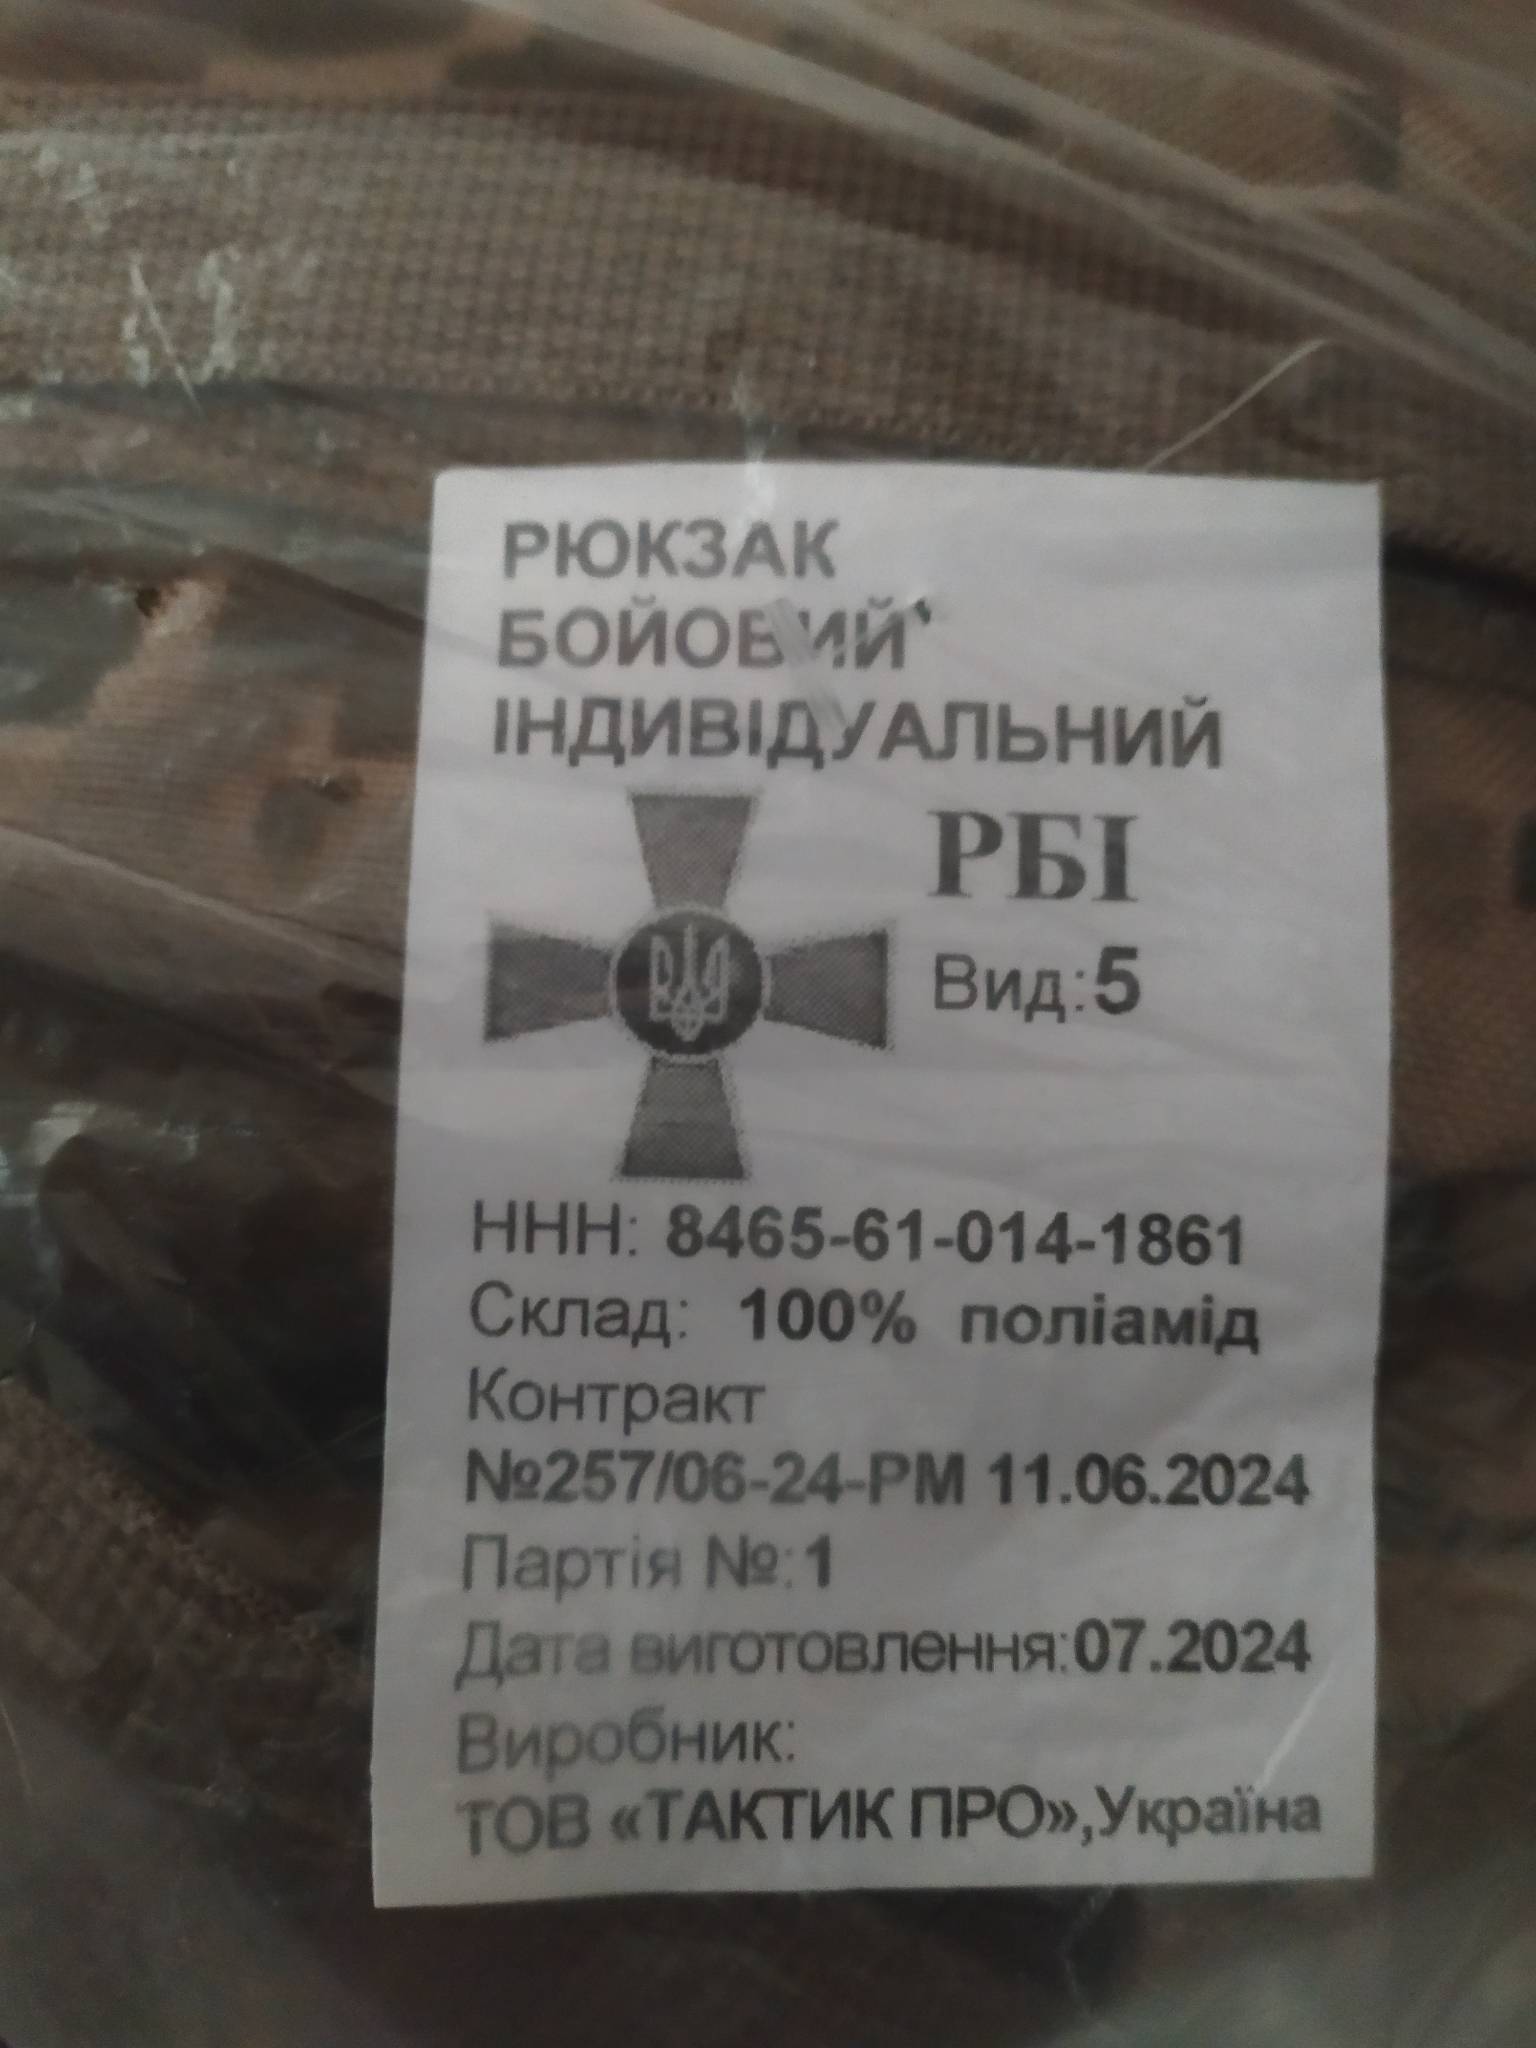 РЮКЗАК
БОЙОВИЙ
ІНДИВІДУАЛЬНИЙ
РБІ
Вид:5
ННН: 8465-61-014-1861
Склад: 100% поліамід
Контракт
№257/06-24-РМ 11.06.2024
Партія №:1
Дата виготовлення:07.2024
Виробник:
ТОВ «ТАКТИК ПРО»,Україна